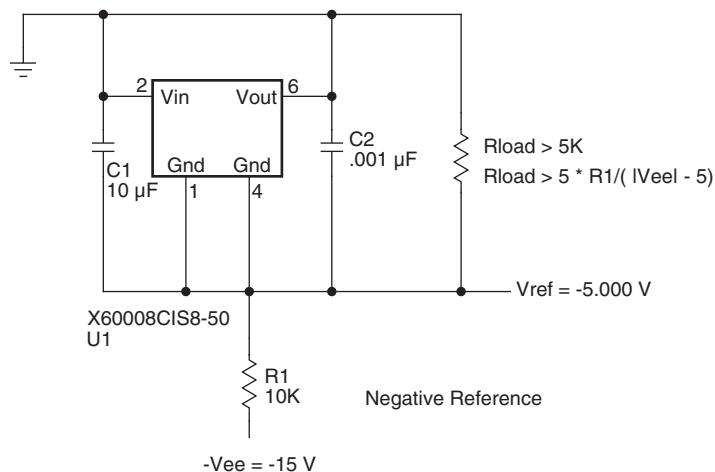 2
6
Vin
Vout
C1
10 µF
Gnd
Gnd
1
4
C2
.001 µF
Rload > 5K
Rload > 5 * R1/( |Vee| - 5)
Vref = -5.000 V
X60008CIS8-50
U1
R1
10K
Negative Reference
-Vee = -15 V